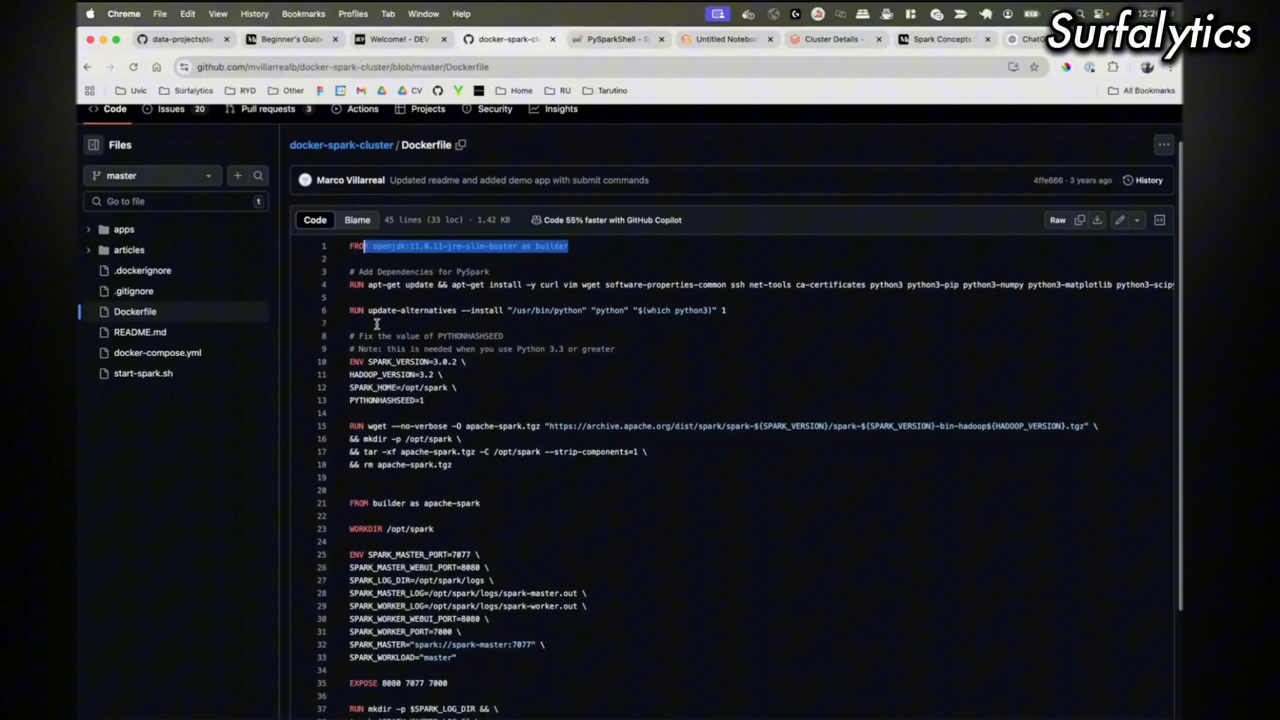 Chrome File Edit View History Bookmarks Profiles Tab Window Help
Surfalytics
data-projects/de Beginner's Guide Welcome! - DEV docker-spark-clu PySparkShell - Sp Untitled Notebook Cluster Details - Spark Concepts ChatG
github.com/mvillarrealb/docker-spark-cluster/blob/master/Dockerfile
Uvic Surfalytics RYD Other CV Home RU Tarutino All Bookmarks
Code Issues 20 Pull requests 3 Actions Projects Security Insights
Files
master
Go to file t
apps
articles
.dockerignore
.gitignore
Dockerfile
README.md
docker-compose.yml
start-spark.sh
docker-spark-cluster / Dockerfile
Marco Villarreal Updated readme and added demo app with submit commands 4ffe666 · 3 years ago History
Code Blame 45 lines (33 loc) · 1.42 KB Code 55% faster with GitHub Copilot Raw
1 FROM openjdk:11.0.11-jre-slim-buster as builder
2
3 # Add Dependencies for PySpark
4 RUN apt-get update && apt-get install -y curl vim wget software-properties-common ssh net-tools ca-certificates python3 python3-pip python3-numpy python3-matplotlib python3-scipy
5
6 RUN update-alternatives --install "/usr/bin/python" "python" "$(which python3)" 1
7
8 # Fix the value of PYTHONHASHSEED
9 # Note: this is needed when you use Python 3.3 or greater
10 ENV SPARK_VERSION=3.0.2 \
11 HADOOP_VERSION=3.2 \
12 SPARK_HOME=/opt/spark \
13 PYTHONHASHSEED=1
14
15 RUN wget --no-verbose -O apache-spark.tgz "https://archive.apache.org/dist/spark/spark-${SPARK_VERSION}/spark-${SPARK_VERSION}-bin-hadoop${HADOOP_VERSION}.tgz" \
16 && mkdir -p /opt/spark \
17 && tar -xf apache-spark.tgz -C /opt/spark --strip-components=1 \
18 && rm apache-spark.tgz
19
20
21 FROM builder as apache-spark
22
23 WORKDIR /opt/spark
24
25 ENV SPARK_MASTER_PORT=7077 \
26 SPARK_MASTER_WEBUI_PORT=8080 \
27 SPARK_LOG_DIR=/opt/spark/logs \
28 SPARK_MASTER_LOG=/opt/spark/logs/spark-master.out \
29 SPARK_WORKER_LOG=/opt/spark/logs/spark-worker.out \
30 SPARK_WORKER_WEBUI_PORT=8080 \
31 SPARK_WORKER_PORT=7000 \
32 SPARK_MASTER="spark://spark-master:7077" \
33 SPARK_WORKLOAD="master"
34
35 EXPOSE 8080 7077 7000
36
37 RUN mkdir -p $SPARK_LOG_DIR && \